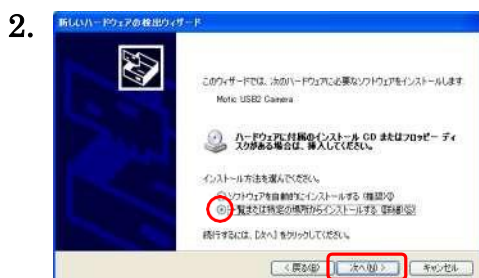 2.
新しいハードウェアの検出ウィザード
このウィザードでは、次のハードウェアに必要なソフトウェアをインストールします:
Motic USB2 Camera
ハードウェアに付属のインストール CD またはフロッピー ディ
スクがある場合は、挿入してください。
インストール方法を選んでください。
ソフトウェアを自動的にインストールする (推奨)(I)
一覧または特定の場所からインストールする (詳細)(S)
続行するには、[次へ] をクリックしてください。
< 戻る(B)
次へ(N) >
キャンセル